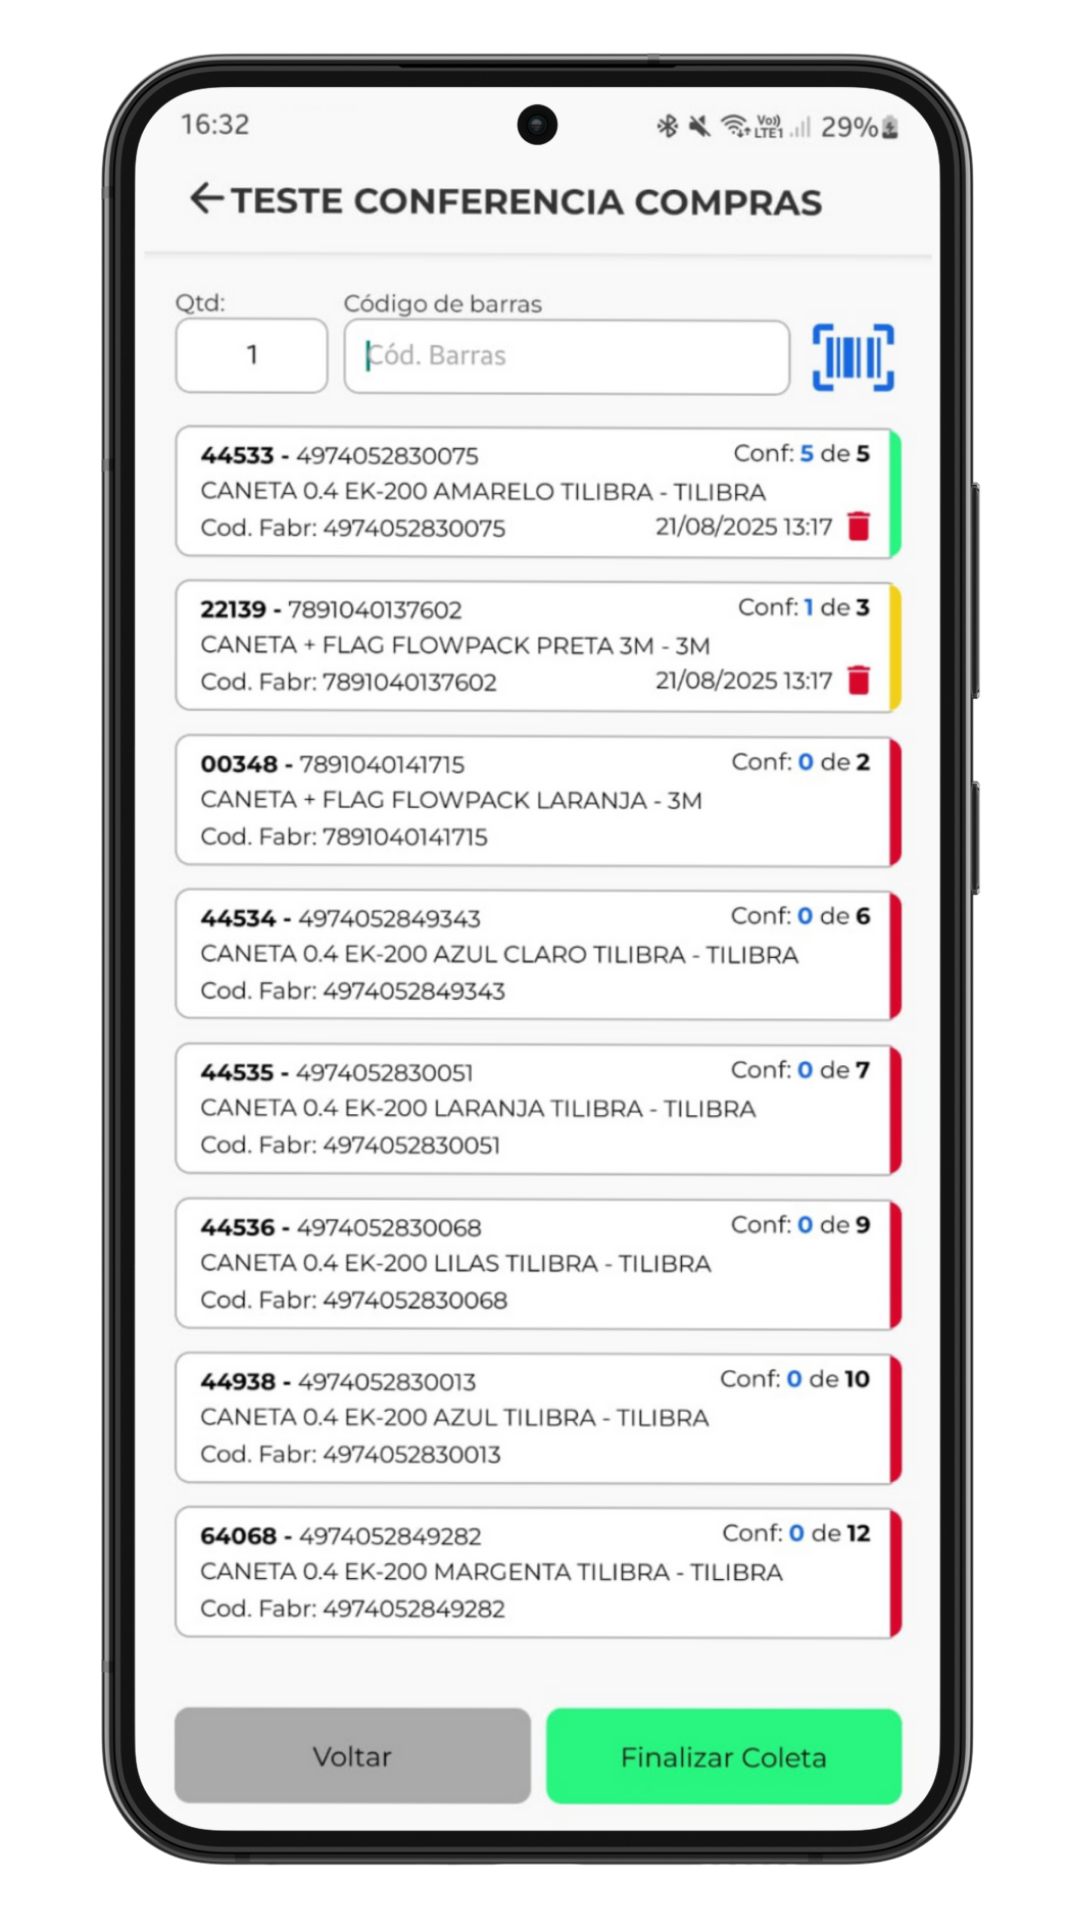 16:32
Vo))
LTE1
29%
TESTE CONFERENCIA COMPRAS
Qtd:
Código de barras
1
Cód. Barras
44533 - 4974052830075
Conf: 5 de 5
CANETA 0.4 EK-200 AMARELO TILIBRA - TILIBRA
Cod. Fabr: 4974052830075
21/08/2025 13:17
22139 - 7891040137602
Conf: 1 de 3
CANETA + FLAG FLOWPACK PRETA 3M - 3M
Cod. Fabr: 7891040137602
21/08/2025 13:17
00348 - 7891040141715
Conf: 0 de 2
CANETA + FLAG FLOWPACK LARANJA - 3M
Cod. Fabr: 7891040141715
44534 - 4974052849343
Conf: 0 de 6
CANETA 0.4 EK-200 AZUL CLARO TILIBRA - TILIBRA
Cod. Fabr: 4974052849343
44535 - 4974052830051
Conf: 0 de 7
CANETA 0.4 EK-200 LARANJA TILIBRA - TILIBRA
Cod. Fabr: 4974052830051
44536 - 4974052830068
Conf: 0 de 9
CANETA 0.4 EK-200 LILAS TILIBRA - TILIBRA
Cod. Fabr: 4974052830068
44938 - 4974052830013
Conf: 0 de 10
CANETA 0.4 EK-200 AZUL TILIBRA - TILIBRA
Cod. Fabr: 4974052830013
64068 - 4974052849282
Conf: 0 de 12
CANETA 0.4 EK-200 MARGENTA TILIBRA - TILIBRA
Cod. Fabr: 4974052849282
Voltar
Finalizar Coleta